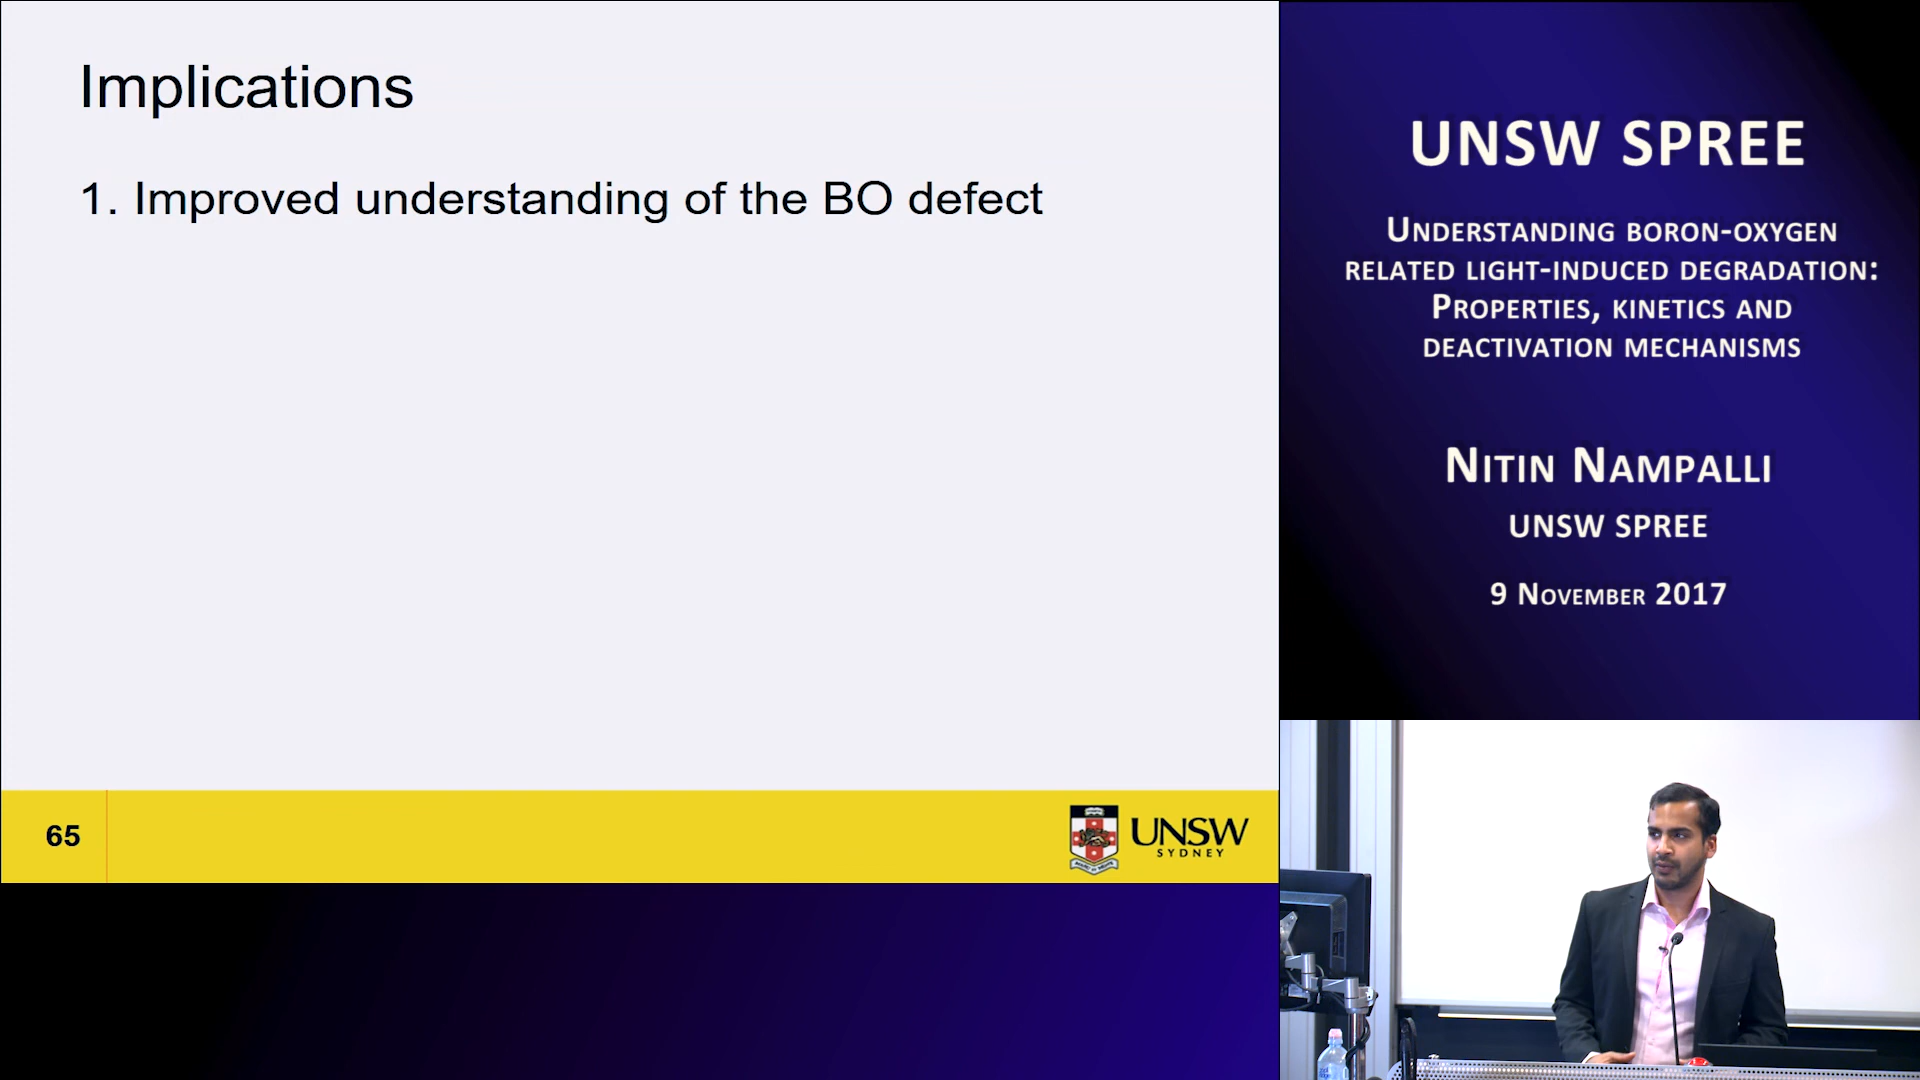 Implications
1. Improved understanding of the BO defect
65
UNSW
SYDNEY
UNSW SPREE
Understanding boron-oxygen
related light-induced degradation:
Properties, kinetics and
deactivation mechanisms
Nitin Nampalli
UNSW SPREE
9 November 2017